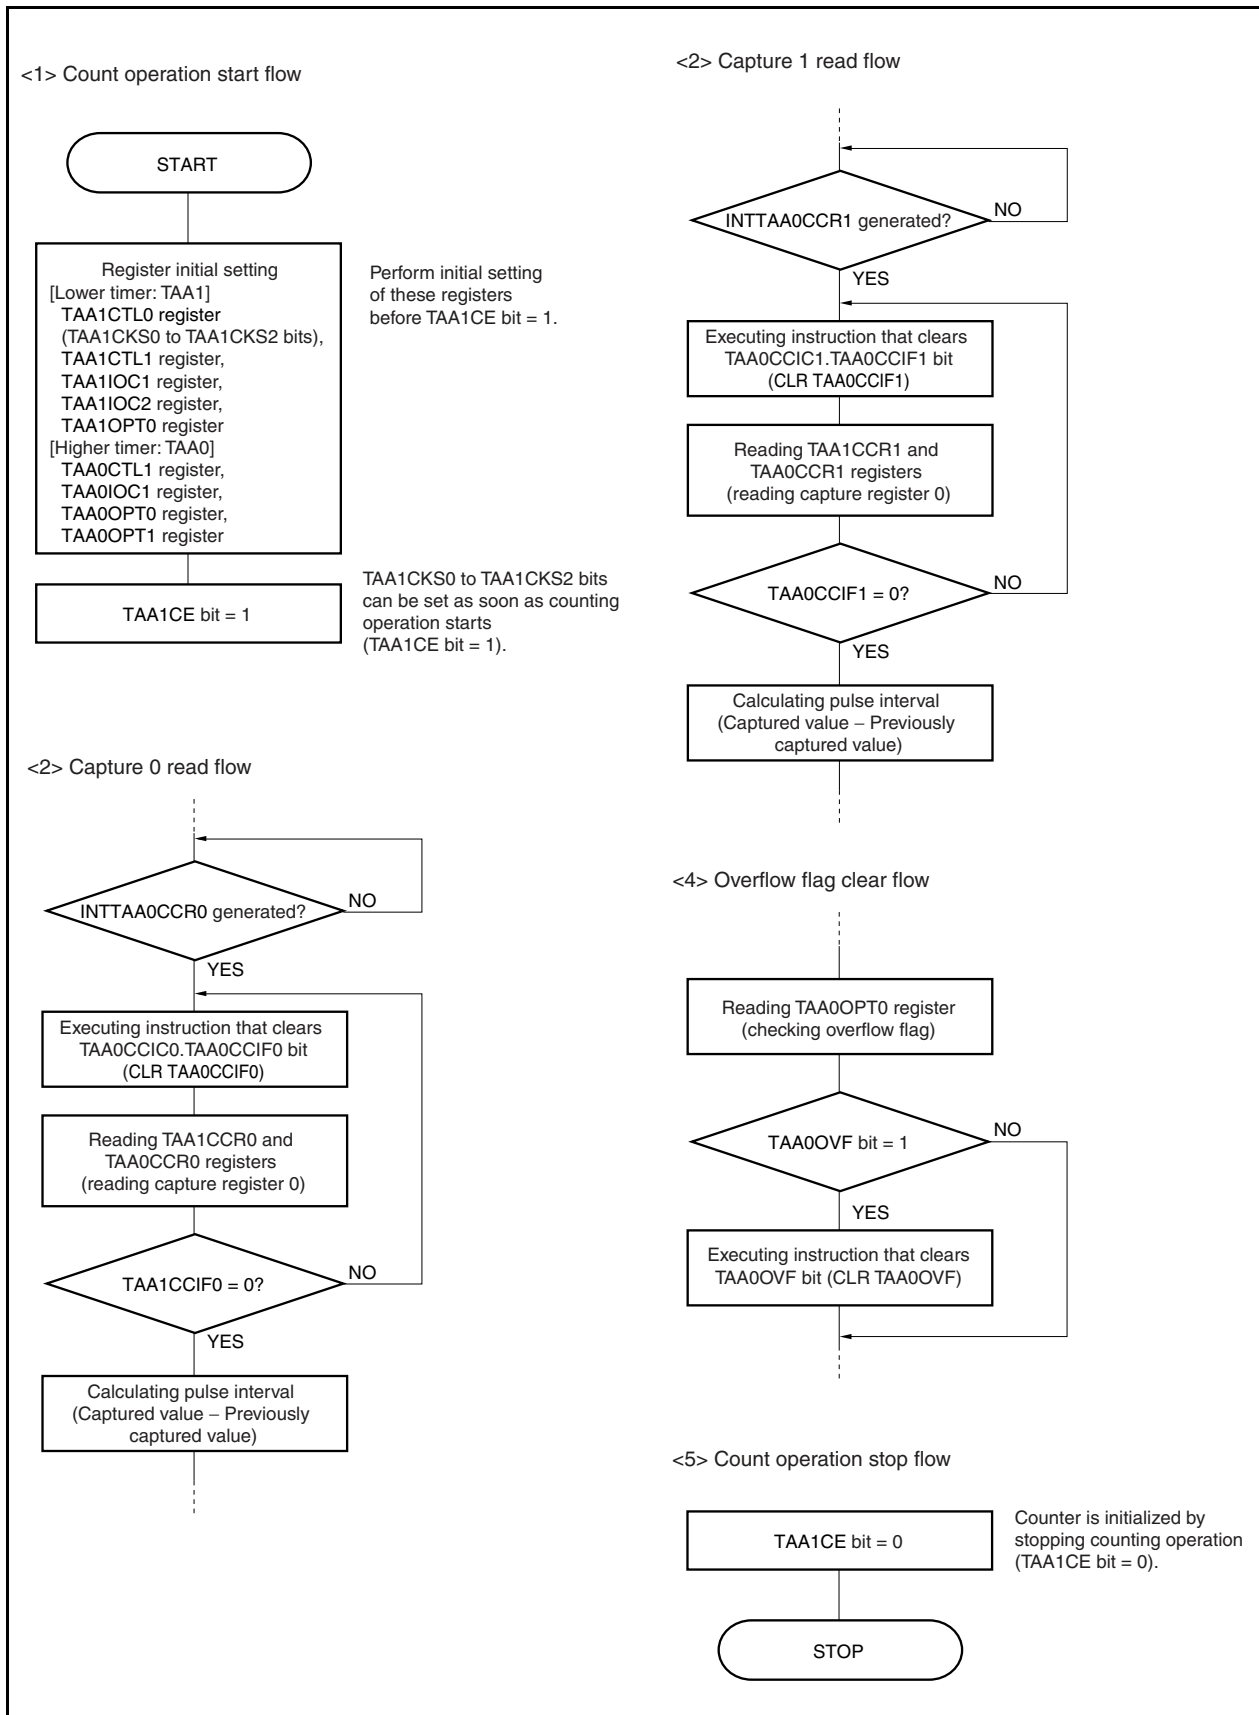 <1> Count operation start flow
START
Register initial setting
[Lower timer: TAA1]
TAA1CTL0 register
(TAA1CKS0 to TAA1CKS2 bits),
TAA1CTL1 register,
TAA1IOC1 register,
TAA1IOC2 register,
TAA1OPT0 register
[Higher timer: TAA0]
TAA0CTL1 register,
TAA0IOC1 register,
TAA0OPT0 register,
TAA0OPT1 register
Perform initial setting
of these registers
before TAA1CE bit = 1.
TAA1CE bit = 1
TAA1CKS0 to TAA1CKS2 bits
can be set as soon as counting
operation starts
(TAA1CE bit = 1).
<2> Capture 0 read flow
INTTAA0CCR0 generated?
NO
YES
Executing instruction that clears
TAA0CCIC0.TAA0CCIF0 bit
(CLR TAA0CCIF0)
Reading TAA1CCR0 and
TAA0CCR0 registers
(reading capture register 0)
TAA1CCIF0 = 0?
NO
YES
Calculating pulse interval
(Captured value – Previously
captured value)
<2> Capture 1 read flow
INTTAA0CCR1 generated?
NO
YES
Executing instruction that clears
TAA0CCIC1.TAA0CCIF1 bit
(CLR TAA0CCIF1)
Reading TAA1CCR1 and
TAA0CCR1 registers
(reading capture register 0)
TAA0CCIF1 = 0?
NO
YES
Calculating pulse interval
(Captured value – Previously
captured value)
<4> Overflow flag clear flow
Reading TAA0OPT0 register
(checking overflow flag)
TAA0OVF bit = 1
NO
YES
Executing instruction that clears
TAA0OVF bit (CLR TAA0OVF)
<5> Count operation stop flow
TAA1CE bit = 0
Counter is initialized by
stopping counting operation
(TAA1CE bit = 0).
STOP